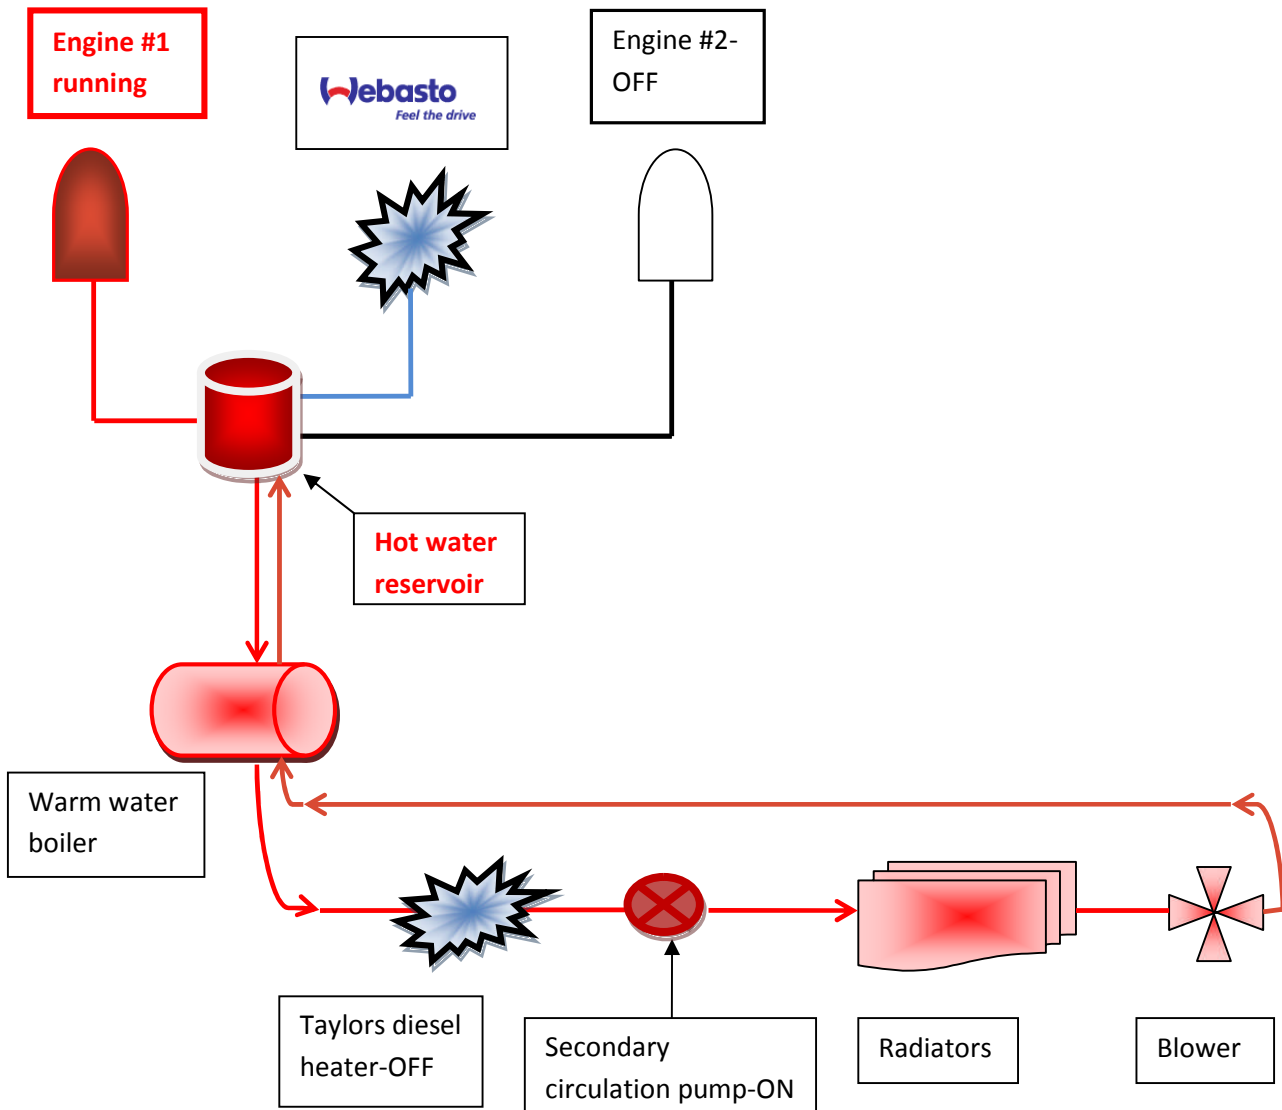 Engine #1
running
Webasto
Feel the drive
Engine #2-
OFF
Hot water
reservoir
Warm water
boiler
Taylors diesel
heater-OFF
Secondary
circulation pump-ON
Radiators
Blower